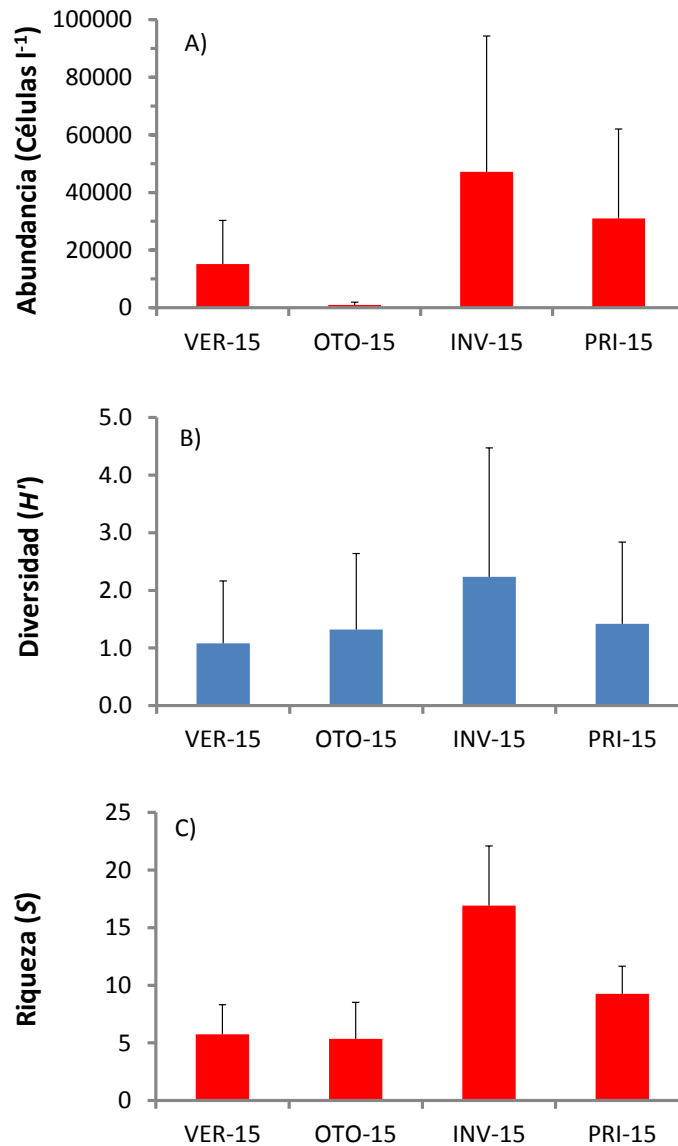 Abundancia (Células l⁻¹)
A)
100000
80000
60000
40000
20000
0
VER-15 OTO-15 INV-15 PRI-15
Diversidad (H')
B)
5.0
4.0
3.0
2.0
1.0
0.0
VER-15 OTO-15 INV-15 PRI-15
Riqueza (S)
C)
25
20
15
10
5
0
VER-15 OTO-15 INV-15 PRI-15